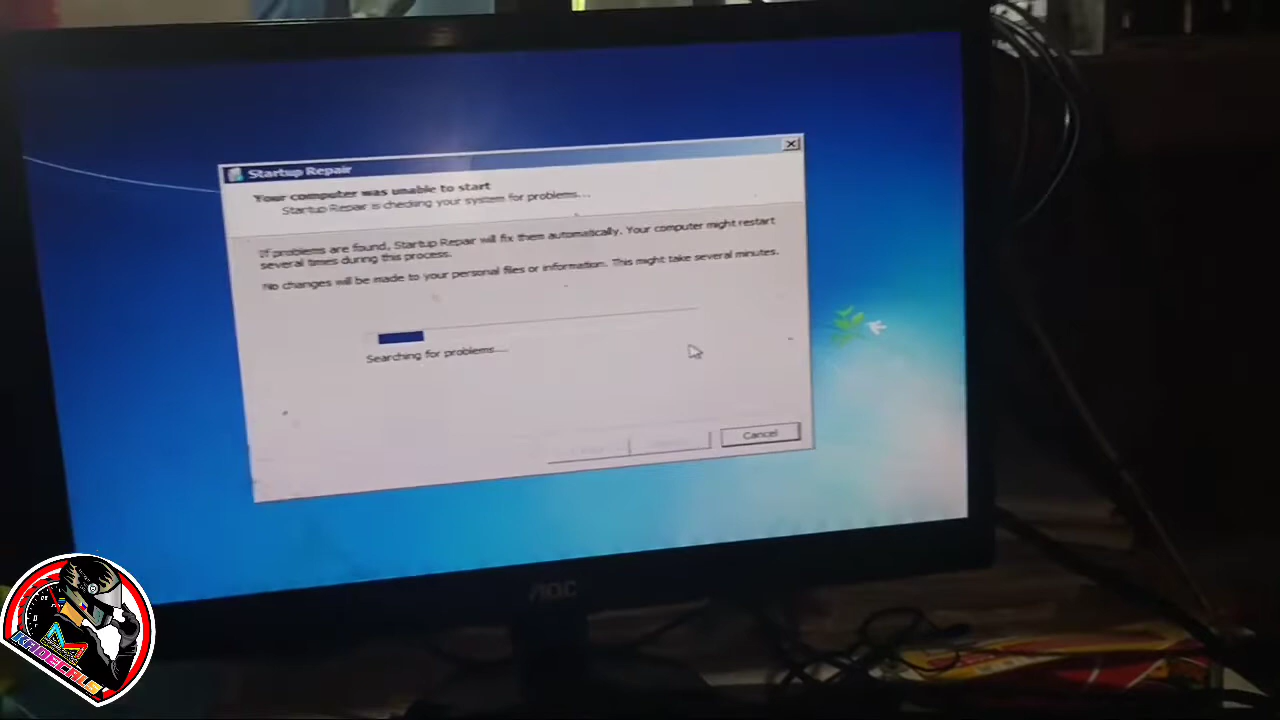 Startup Repair
Your computer was unable to start
Startup Repair is checking your system for problems...
If problems are found, Startup Repair will fix them automatically. Your computer might restart
several times during this process.
No changes will be made to your personal files or information. This might take several minutes.
Searching for problems....
Cancel
AOC
KADECALS